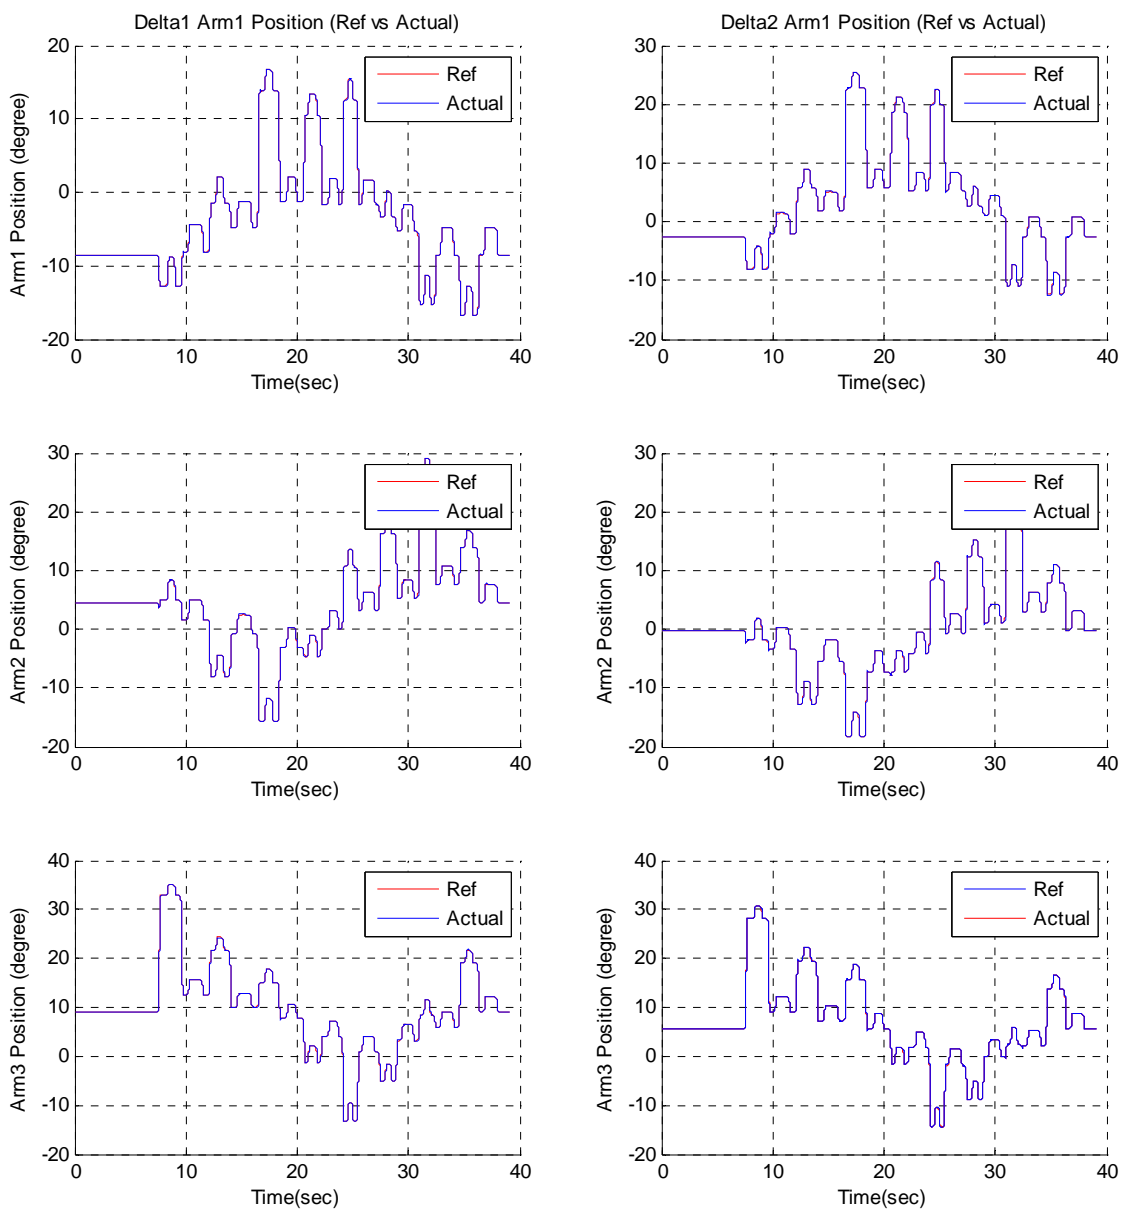 Delta1 Arm1 Position (Ref vs Actual)
Arm1 Position (degree)
20
10
0
-10
-20
0 10 20 30 40
Time(sec)
Ref
Actual
Delta2 Arm1 Position (Ref vs Actual)
30
20
10
0
-10
-20
0 10 20 30 40
Time(sec)
Ref
Actual
Arm2 Position (degree)
30
20
10
0
-10
-20
0 10 20 30 40
Time(sec)
Ref
Actual
Arm2 Position (degree)
30
20
10
0
-10
-20
0 10 20 30 40
Time(sec)
Ref
Actual
Arm3 Position (degree)
40
30
20
10
0
-10
-20
0 10 20 30 40
Time(sec)
Ref
Actual
Arm3 Position (degree)
40
30
20
10
0
-10
-20
0 10 20 30 40
Time(sec)
Ref
Actual